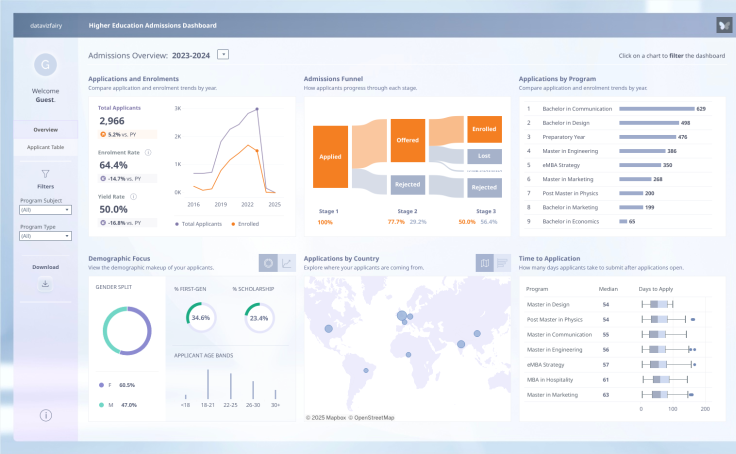 datavizfairy
Higher Education Admissions Dashboard
G
Welcome
Guest.
Overview
Applicant Table
Filters
Program Subject
(All)
Program Type
(All)
Download
Admissions Overview: 2023-2024
Click on a chart to filter the dashboard
Applications and Enrolments
Compare application and enrolment trends by year.
Total Applicants
2,966
5.2% vs. PY
Enrolment Rate
64.4%
-14.7% vs. PY
Yield Rate
50.0%
-16.8% vs. PY
3K
2K
1K
0K
2016 2019 2022 2025
Total Applicants Enrolled
Admissions Funnel
How applicants progress through each stage.
Applied
Offered
Rejected
Enrolled
Lost
Rejected
Stage 1 Stage 2 Stage 3
100% 77.7% 29.2% 50.0% 56.4%
Applications by Program
Compare application and enrolment trends by year.
1 Bachelor in Communication 629
2 Bachelor in Design 498
3 Preparatory Year 476
4 Master in Engineering 386
5 eMBA Strategy 350
6 Master in Marketing 268
7 Post Master in Physics 200
8 Bachelor in Marketing 199
9 Bachelor in Economics 65
Demographic Focus
View the demographic makeup of your applicants.
GENDER SPLIT
F 60.5%
M 47.0%
% FIRST-GEN % SCHOLARSHIP
34.6% 23.4%
APPLICANT AGE BANDS
<18 18-21 22-25 26-30 30+
Applications by Country
Explore where your applicants are coming from.
© 2025 Mapbox © OpenStreetMap
Time to Application
How many days applicants take to submit after applications open.
Program Median Days to Apply
Master in Design 54
Post Master in Physics 54
Master in Communication 55
Master in Engineering 56
eMBA Strategy 57
MBA in Hospitality 61
Master in Marketing 63
0 100 200